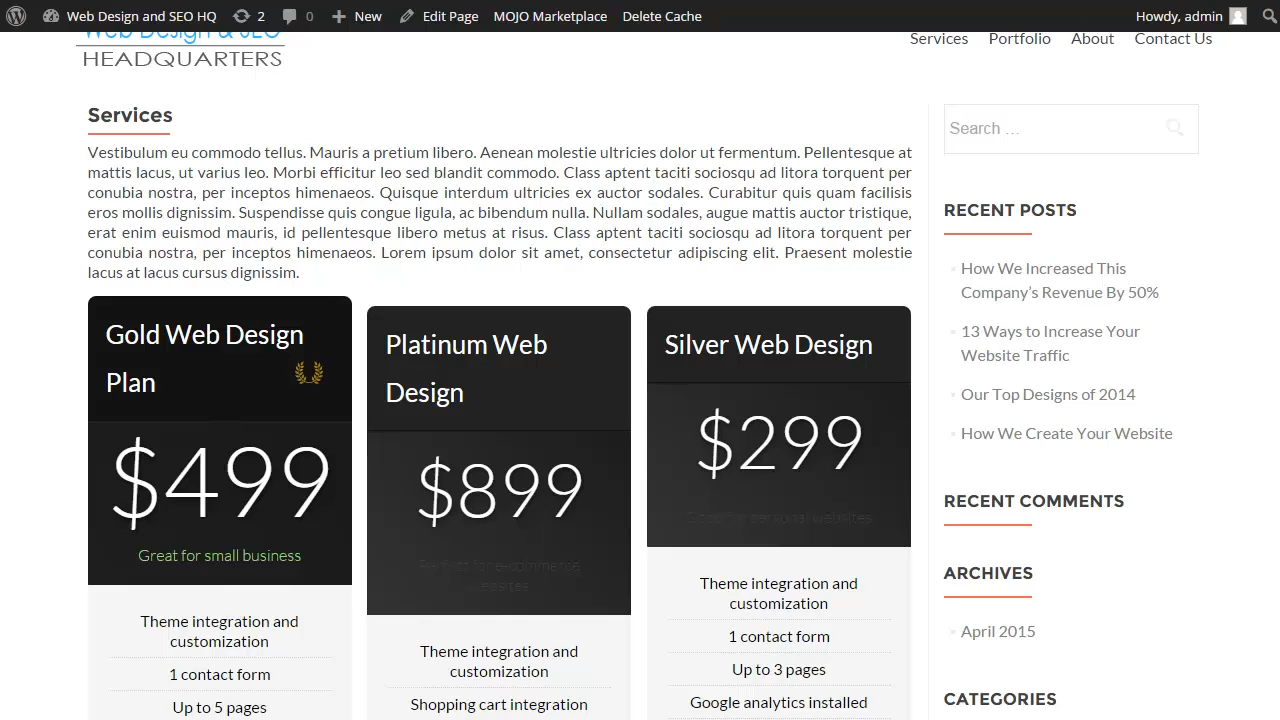 Web Design and SEO HQ 2 0 New Edit Page MOJO Marketplace Delete Cache Howdy, admin
Web Design & SEO
HEADQUARTERS
Services Portfolio About Contact Us
Services
Vestibulum eu commodo tellus. Mauris a pretium libero. Aenean molestie ultricies dolor ut fermentum. Pellentesque at
mattis lacus, ut varius leo. Morbi efficitur leo sed blandit commodo. Class aptent taciti sociosqu ad litora torquent per
conubia nostra, per inceptos himenaeos. Quisque interdum ultricies ex auctor sodales. Curabitur quis quam facilisis
eros mollis dignissim. Suspendisse quis congue ligula, ac bibendum nulla. Nullam sodales, augue mattis auctor tristique,
erat enim euismod mauris, id pellentesque libero metus at risus. Class aptent taciti sociosqu ad litora torquent per
conubia nostra, per inceptos himenaeos. Lorem ipsum dolor sit amet, consectetur adipiscing elit. Praesent molestie
lacus at lacus cursus dignissim.
Gold Web Design
Plan
$499
Great for small business
Theme integration and
customization
1 contact form
Up to 5 pages
Platinum Web
Design
$899
Perfect for e-commerce
websites
Theme integration and
customization
Shopping cart integration
Silver Web Design
$299
Good for personal websites
Theme integration and
customization
1 contact form
Up to 3 pages
Google analytics installed
Search …
RECENT POSTS
How We Increased This
Company's Revenue By 50%
13 Ways to Increase Your
Website Traffic
Our Top Designs of 2014
How We Create Your Website
RECENT COMMENTS
ARCHIVES
April 2015
CATEGORIES